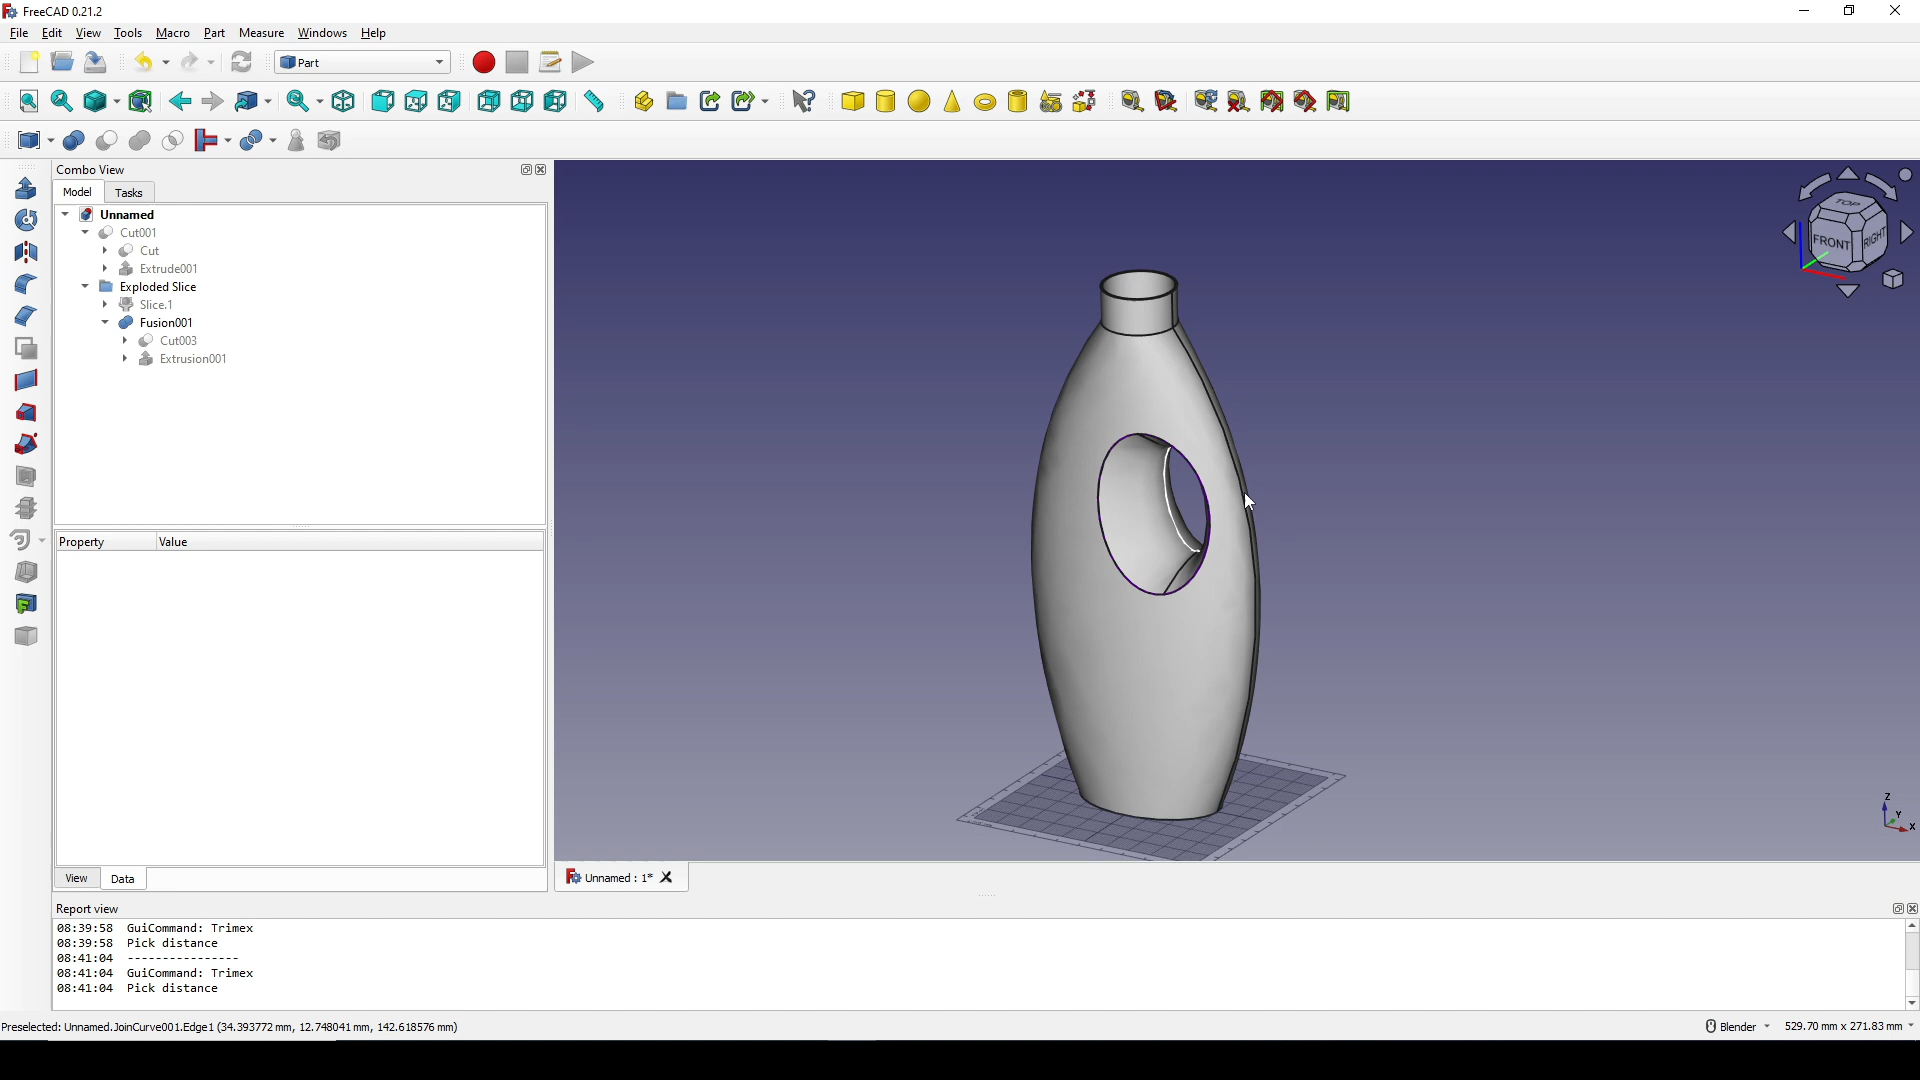 FreeCAD 0.21.2
File Edit View Tools Macro Part Measure Windows Help
Part
Combo View
Model Tasks
Unnamed
Cut001
Cut
Extrude001
Exploded Slice
Slice.1
Fusion001
Cut003
Extrusion001
TOP
FRONT RIGHT
Property Value
Z
Y
X
View Data
Unnamed : 1*
Report view
08:39:58 GuiCommand: Trimex
08:39:58 Pick distance
08:41:04 ----------------
08:41:04 GuiCommand: Trimex
08:41:04 Pick distance
Preselected: Unnamed.JoinCurve001.Edge1 (34.393772 mm, 12.748041 mm, 142.618576 mm)
Blender 529.70 mm x 271.83 mm